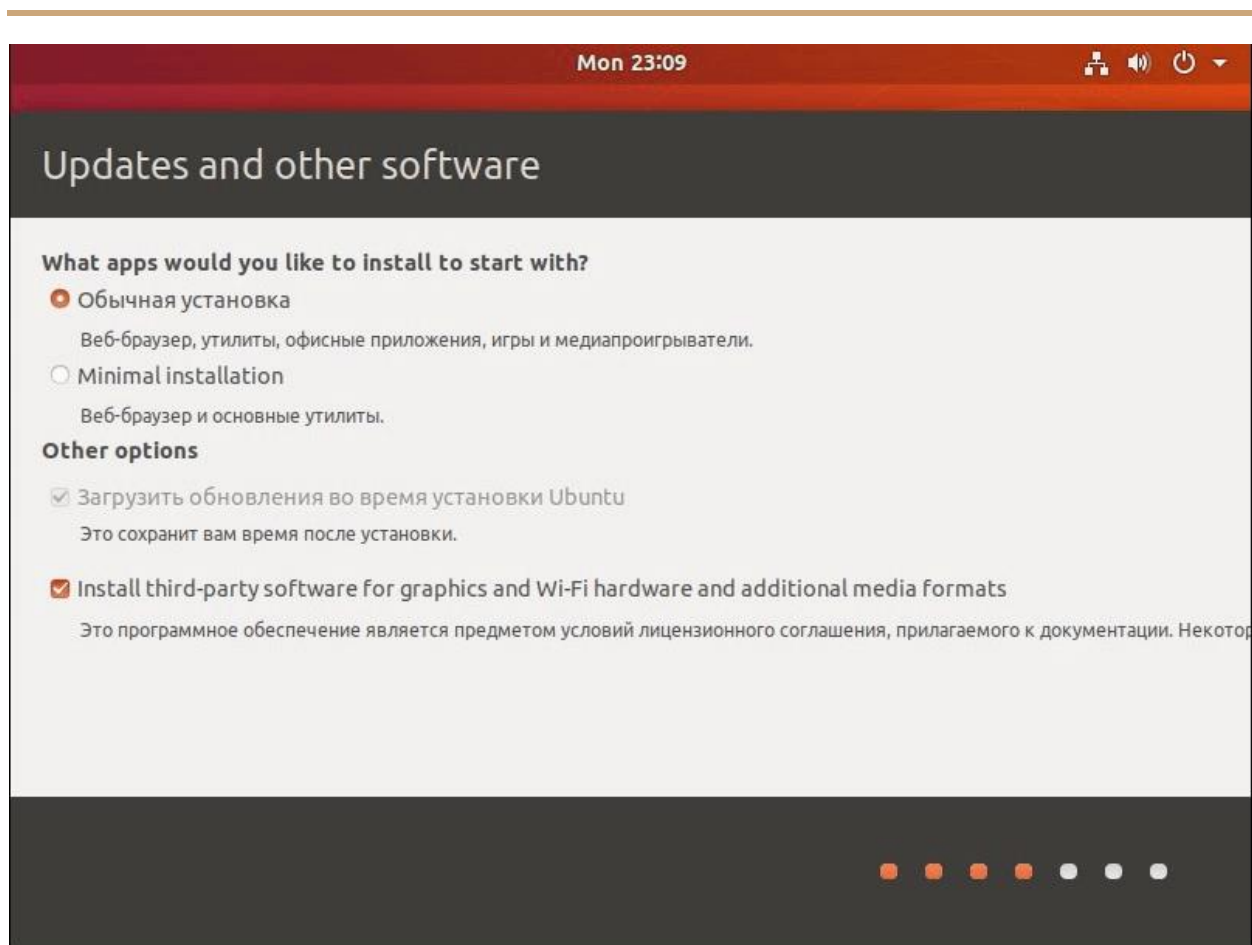 Mon 23:09
Updates and other software
What apps would you like to install to start with?
Обычная установка
Веб-браузер, утилиты, офисные приложения, игры и медиапроигрыватели.
Minimal installation
Веб-браузер и основные утилиты.
Other options
Загрузить обновления во время установки Ubuntu
Это сохранит вам время после установки.
Install third-party software for graphics and Wi-Fi hardware and additional media formats
Это программное обеспечение является предметом условий лицензионного соглашения, прилагаемого к документации.